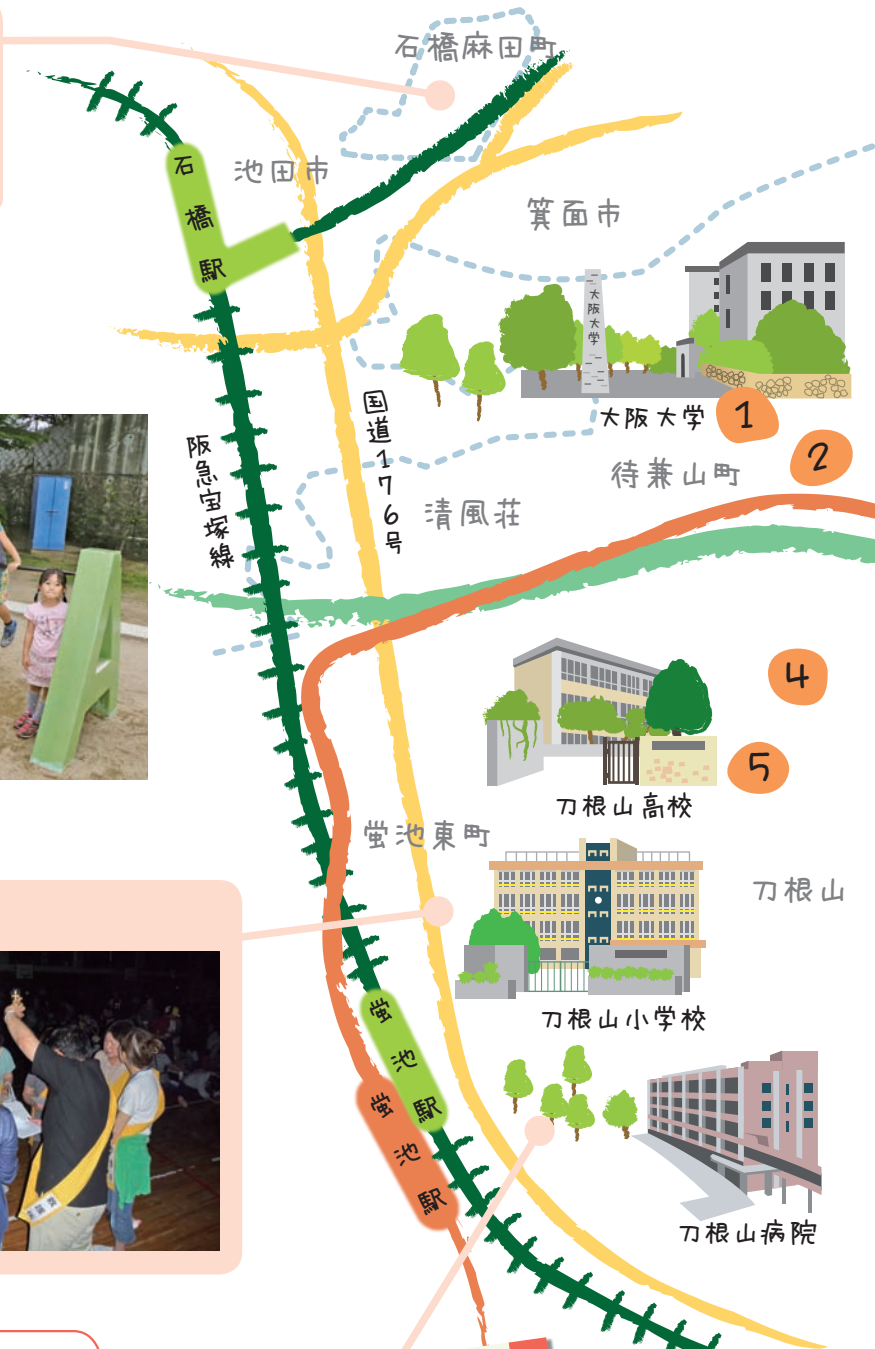 石橋麻田町
石橋駅
池田市
箕面市
大阪大学
大阪大学
1
2
国道176号
阪急宝塚線
待兼山町
清風荘
4
5
刀根山高校
蛍池東町
刀根山
刀根山小学校
蛍池駅
蛍池駅
刀根山病院